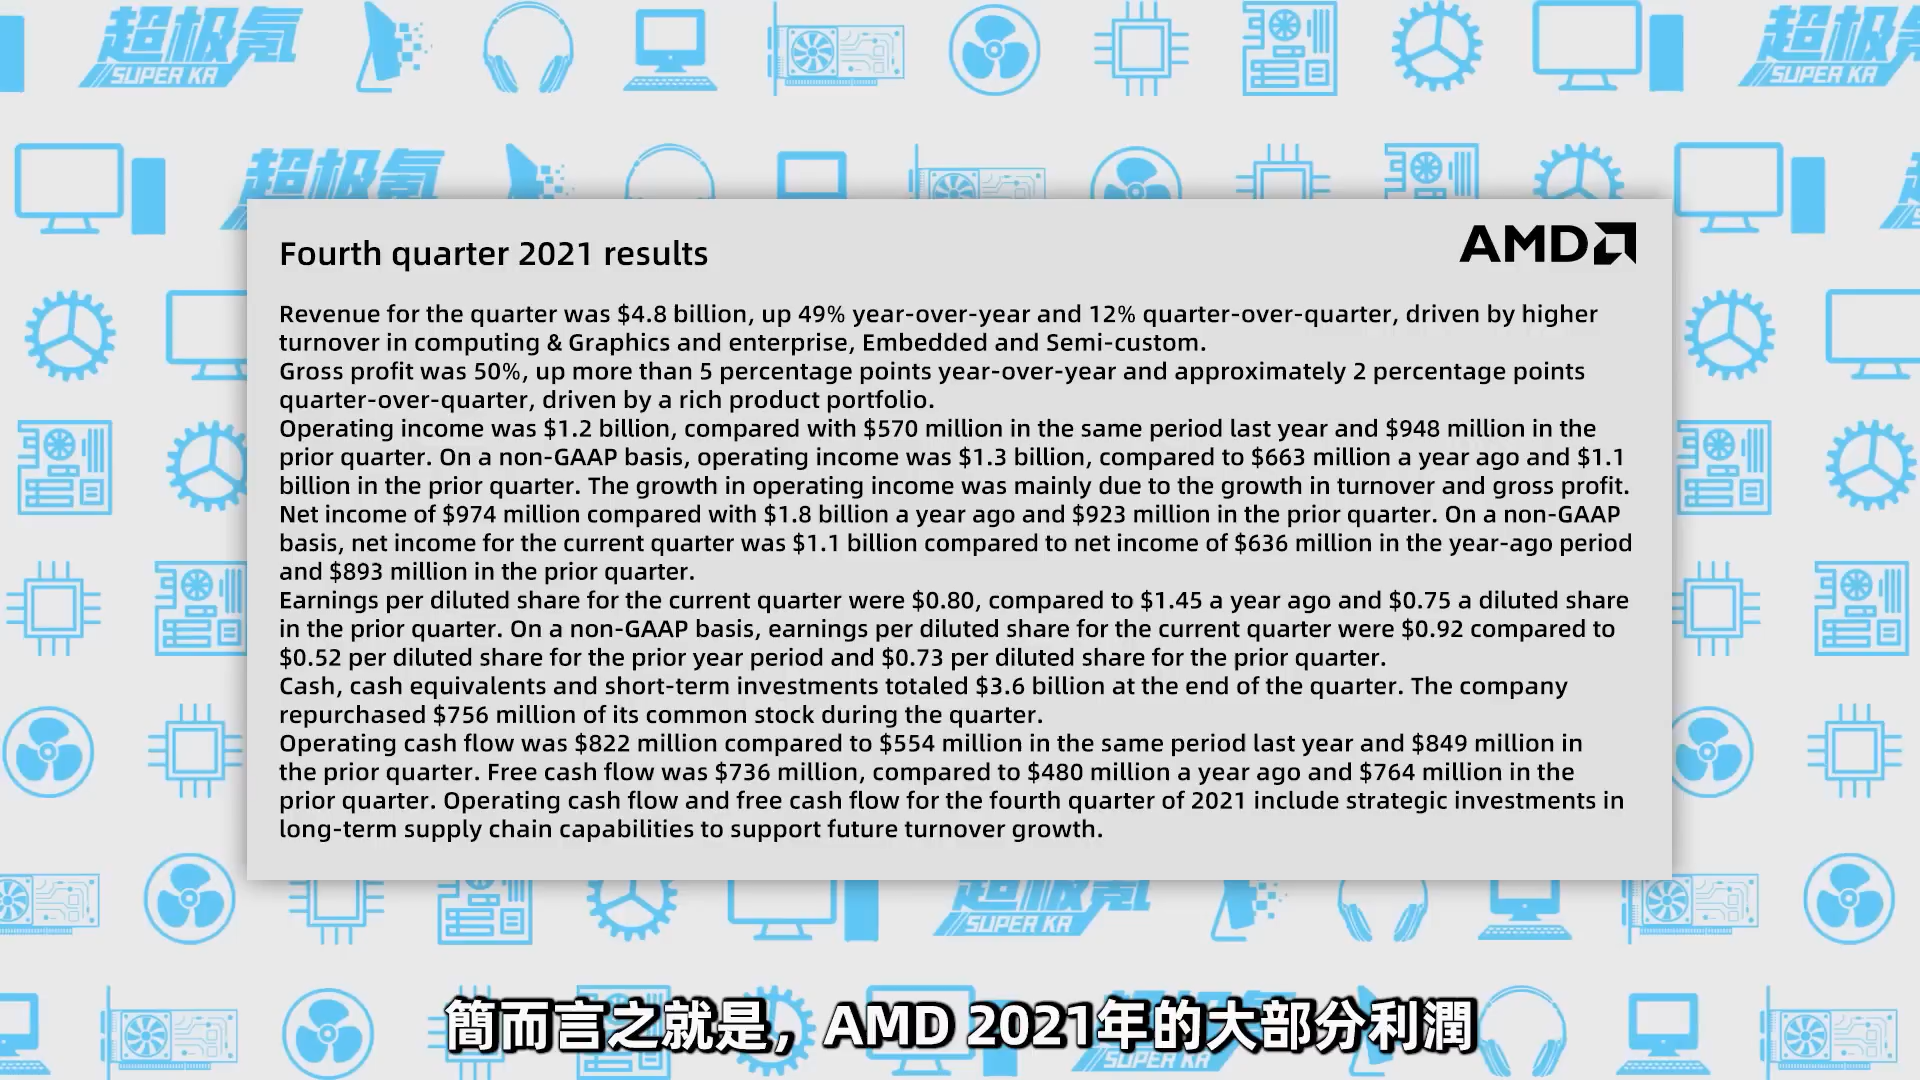 超极氪
SUPER KR
超极氪
SUPER KR
超极氪
Fourth quarter 2021 results
AMD
Revenue for the quarter was $4.8 billion, up 49% year-over-year and 12% quarter-over-quarter, driven by higher
turnover in computing & Graphics and enterprise, Embedded and Semi-custom.
Gross profit was 50%, up more than 5 percentage points year-over-year and approximately 2 percentage points
quarter-over-quarter, driven by a rich product portfolio.
Operating income was $1.2 billion, compared with $570 million in the same period last year and $948 million in the
prior quarter. On a non-GAAP basis, operating income was $1.3 billion, compared to $663 million a year ago and $1.1
billion in the prior quarter. The growth in operating income was mainly due to the growth in turnover and gross profit.
Net income of $974 million compared with $1.8 billion a year ago and $923 million in the prior quarter. On a non-GAAP
basis, net income for the current quarter was $1.1 billion compared to net income of $636 million in the year-ago period
and $893 million in the prior quarter.
Earnings per diluted share for the current quarter were $0.80, compared to $1.45 a year ago and $0.75 a diluted share
in the prior quarter. On a non-GAAP basis, earnings per diluted share for the current quarter were $0.92 compared to
$0.52 per diluted share for the prior year period and $0.73 per diluted share for the prior quarter.
Cash, cash equivalents and short-term investments totaled $3.6 billion at the end of the quarter. The company
repurchased $756 million of its common stock during the quarter.
Operating cash flow was $822 million compared to $554 million in the same period last year and $849 million in
the prior quarter. Free cash flow was $736 million, compared to $480 million a year ago and $764 million in the
prior quarter. Operating cash flow and free cash flow for the fourth quarter of 2021 include strategic investments in
long-term supply chain capabilities to support future turnover growth.
超极氪
SUPER KR
簡而言之就是，AMD 2021年的大部分利潤